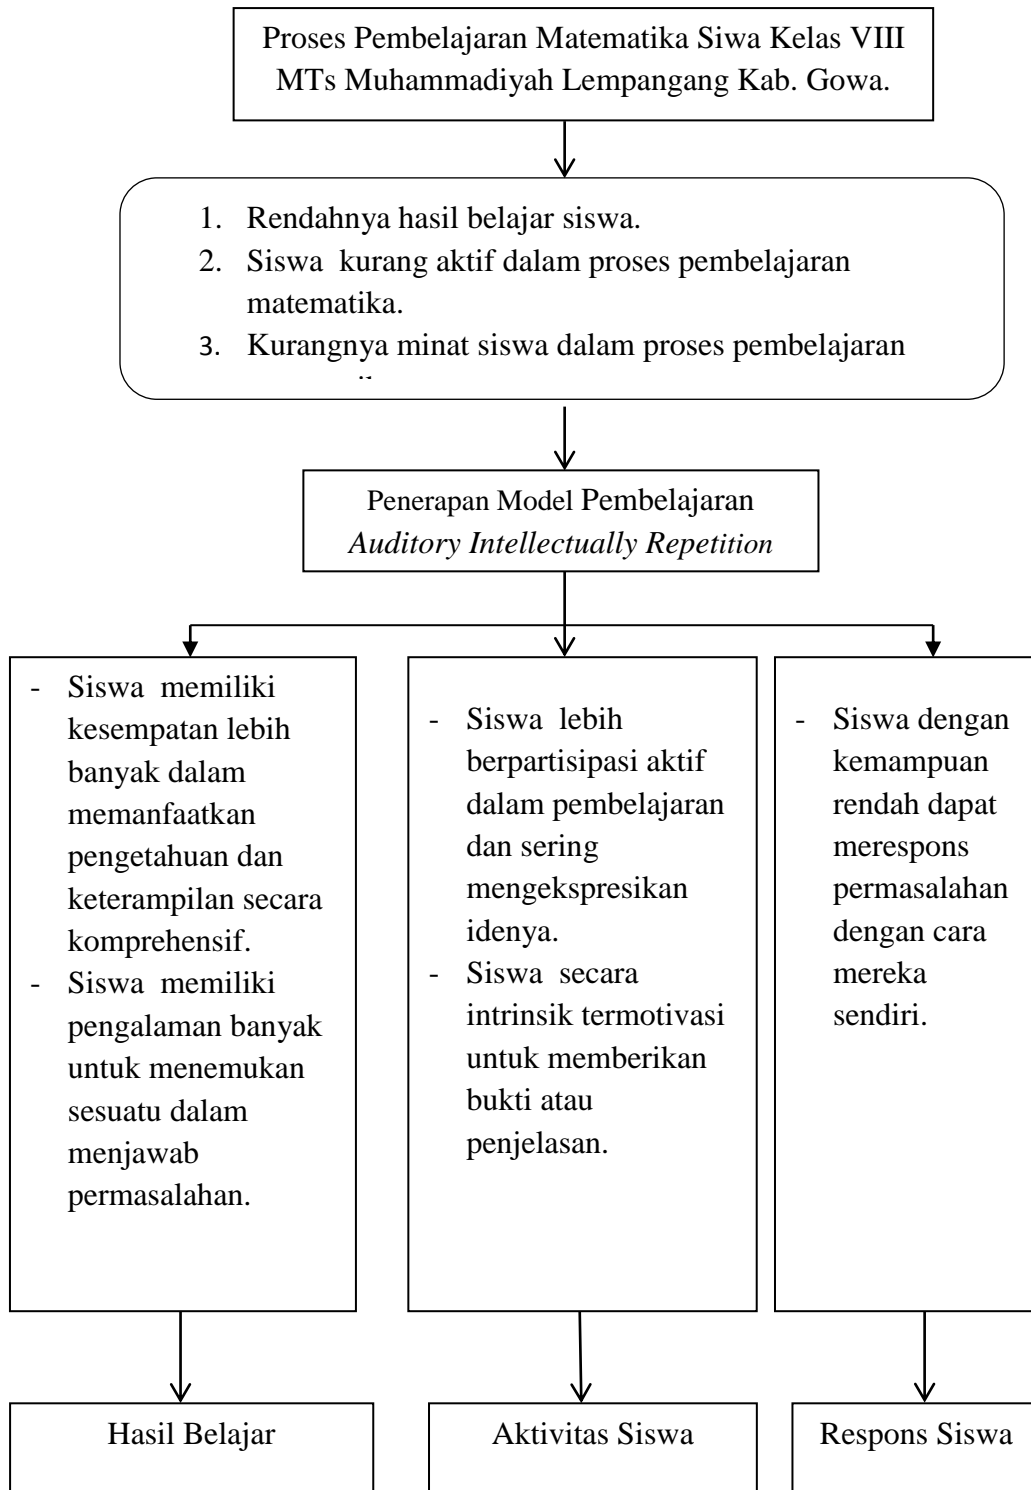 Proses Pembelajaran Matematika Siwa Kelas VIII
MTs Muhammadiyah Lempangang Kab. Gowa.
1. Rendahnya hasil belajar siswa.
2. Siswa kurang aktif dalam proses pembelajaran
matematika.
3. Kurangnya minat siswa dalam proses pembelajaran
Penerapan Model Pembelajaran
Auditory Intellectually Repetition
- Siswa memiliki
kesempatan lebih
banyak dalam
memanfaatkan
pengetahuan dan
keterampilan secara
komprehensif.
- Siswa memiliki
pengalaman banyak
untuk menemukan
sesuatu dalam
menjawab
permasalahan.
- Siswa lebih
berpartisipasi aktif
dalam pembelajaran
dan sering
mengekspresikan
idenya.
- Siswa secara
intrinsik termotivasi
untuk memberikan
bukti atau
penjelasan.
- Siswa dengan
kemampuan
rendah dapat
merespons
permasalahan
dengan cara
mereka
sendiri.
Hasil Belajar
Aktivitas Siswa
Respons Siswa